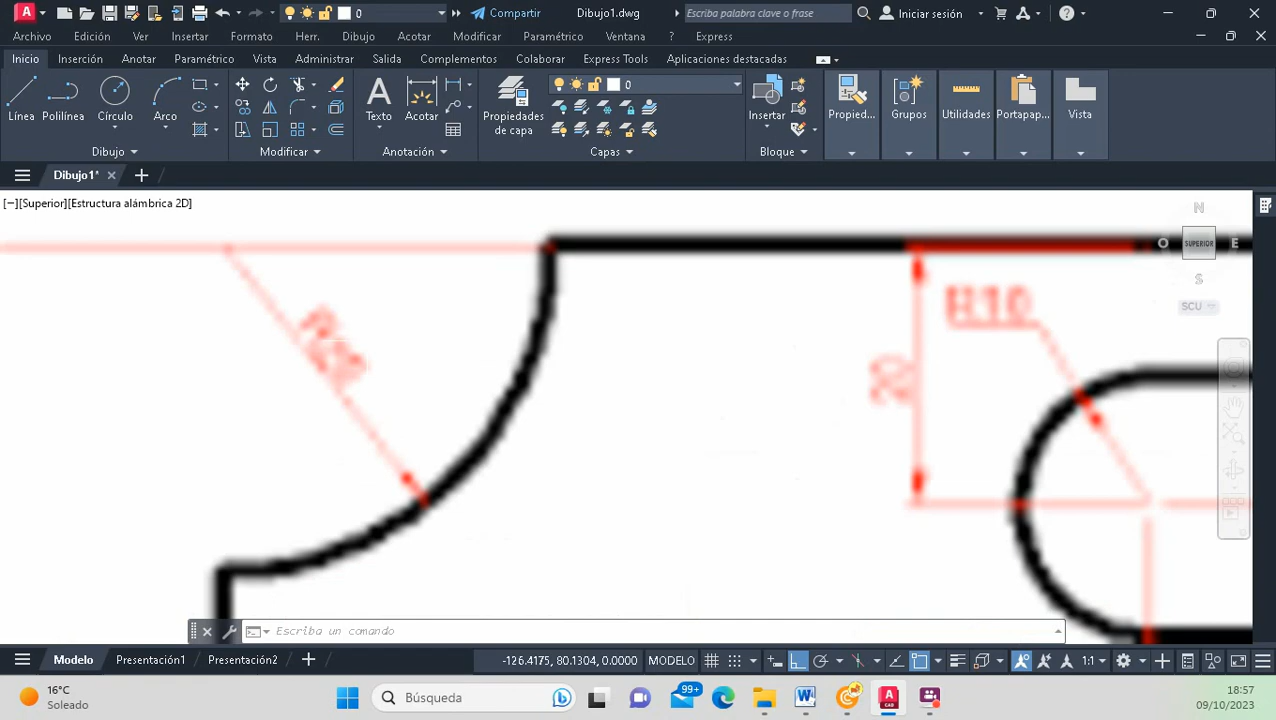 0
Compartir
Dibujo1.dwg
Escriba palabra clave o frase
Iniciar sesión
Archivo Edición Ver Insertar Formato Herr. Dibujo Acotar Modificar Paramétrico Ventana ? Express
Inicio Inserción Anotar Paramétrico Vista Administrar Salida Complementos Colaborar Express Tools Aplicaciones destacadas
0
Línea Polilínea Círculo Arco
Texto Acotar
Propiedades de capa
Insertar
Propied... Grupos Utilidades Portapap... Vista
Dibujo Modificar Anotación Capas Bloque
Dibujo1*
[−][Superior][Estructura alámbrica 2D]
N
O SUPERIOR E
S
SCU
20
Escriba un comando
Modelo Presentación1 Presentación2
-126.4175, 80.1304, 0.0000 MODELO 1:1
16°C
Soleado
Búsqueda
99+
CAD
18:57
09/10/2023